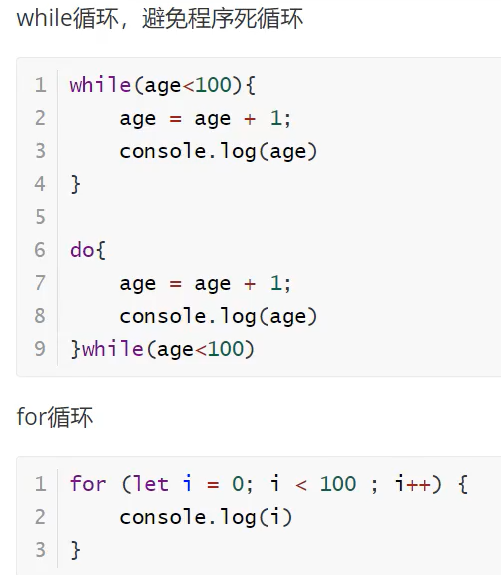 while循环，避免程序死循环
1 while(age<100){
2     age = age + 1;
3     console.log(age)
4 }
5
6 do{
7     age = age + 1;
8     console.log(age)
9 }while(age<100)
for循环
1 for (let i = 0; i < 100 ; i++) {
2     console.log(i)
3 }